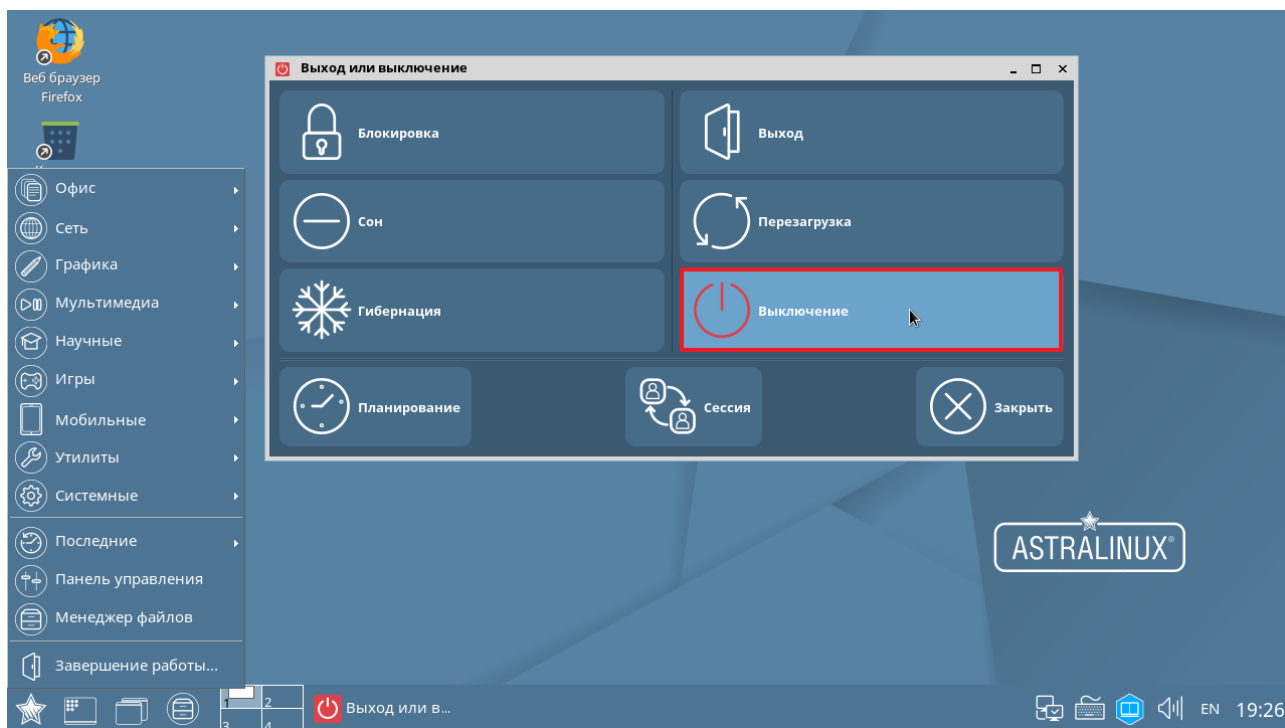 Веб браузер
Firefox
Выход или выключение
Блокировка
Выход
Сон
Перезагрузка
Гибернация
Выключение
Планирование
Сессия
Закрыть
Офис
Сеть
Графика
Мультимедиа
Научные
Игры
Мобильные
Утилиты
Системные
Последние
Панель управления
Менеджер файлов
Завершение работы...
ASTRALINUX®
1 2
3 4
Выход или в...
EN 19:26